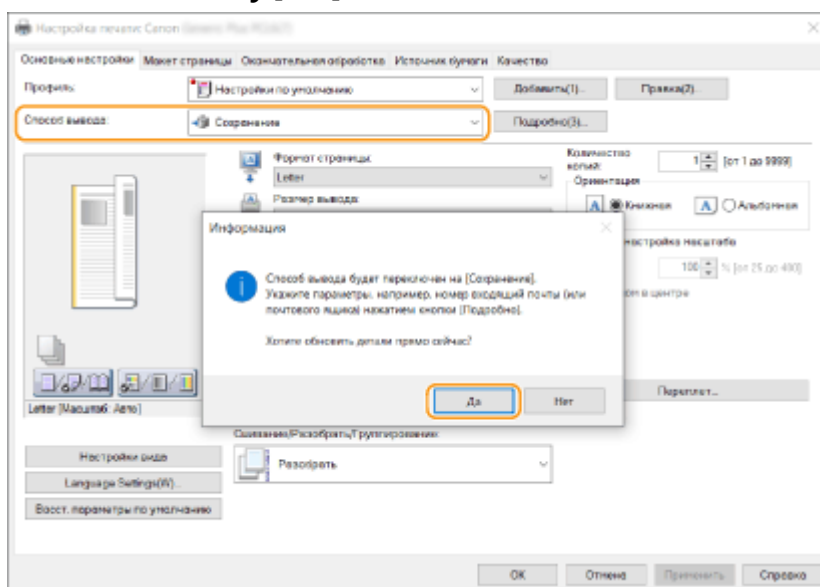 Настройка печати: Canon
Основные настройки Макет страницы Окончательная обработка Источник бумаги Качество
Профиль: Настройки по умолчанию Добавить(1)... Правка(2)...
Способ вывода: Сохранение Подробно(3)...
Формат страницы:
Letter
Размер вывода:
Количество
копий: 1 [от 1 до 9999]
Ориентация
A Книжная A Альбомная
настройка масштаба
100 % [от 25 до 400]
в центре
Информация
Способ вывода будет переключен на [Сохранение].
Укажите параметры, например, номер входящий почты (или
почтового ящика) нажатием кнопки [Подробно].
Хотите обновить детали прямо сейчас?
Да Нет
Переплет...
Letter [Масштаб: Авто]
Сшивание/Разобрать/Группирование:
Разобрать
Настройки вида
Language Settings(W)...
Восст. параметры по умолчанию
OK Отмена Применить Справка